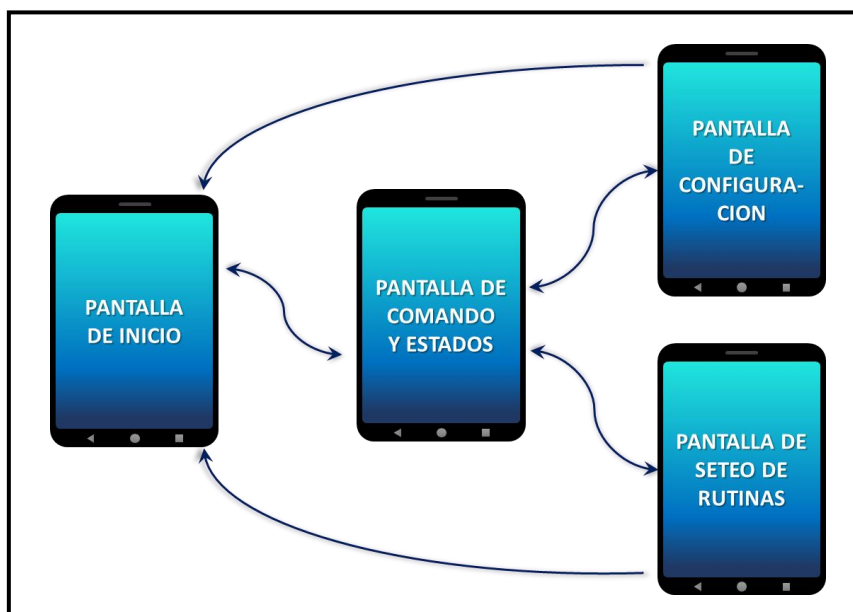 PANTALLA
DE INICIO
PANTALLA DE
COMANDO
Y ESTADOS
PANTALLA
DE
CONFIGURA-
CION
PANTALLA DE
SETEO DE
RUTINAS